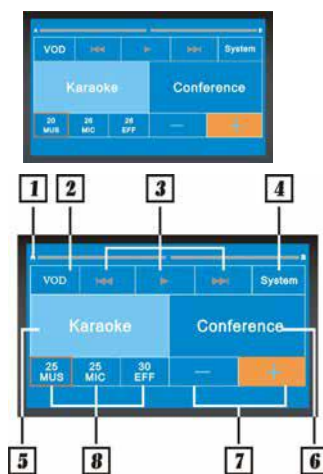 A B
VOD System
Karaoke Conference
20 26 26
MUS MIC EFF — +
1 2 3 4
A B
VOD System
Karaoke Conference
25 25 30
MUS MIC EFF — +
5 8 7 6